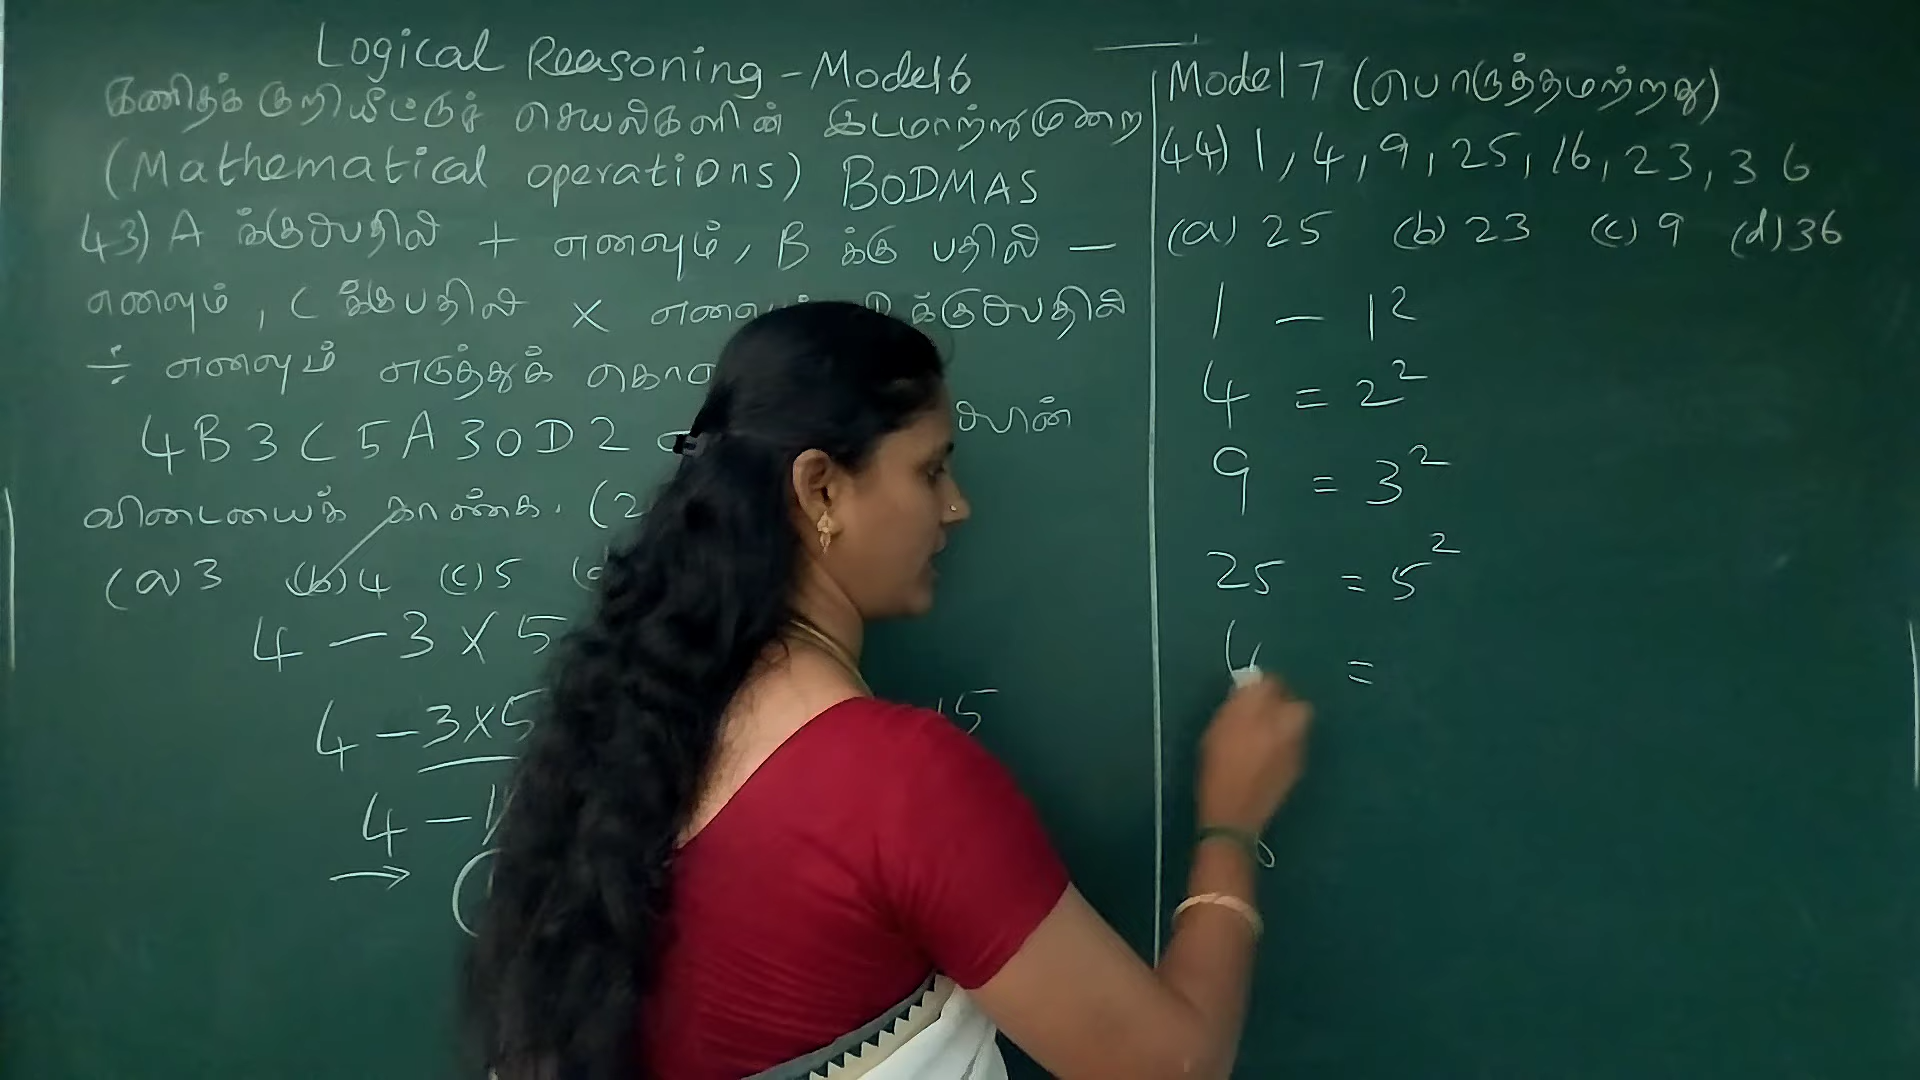 Logical Reasoning - Model 6
கணிதக் குறியீட்டுச் செயலிகளின் இடமாற்று முறை
(Mathematical operations) BODMAS
43) A க்கு பதில் + எனவும், B க்கு பதில் -
எனவும், C க்கு பதில் × க்கு பதில்
÷ எனவும் எடுத்துக்
4B3C5A30D2
விடையைக் காண்க. (2
(a) 3 (b) 4 (c) 5
4 - 3 × 5
4 - 3×5 15
4 - 1
→ (
Model 7 (பொருத்தமற்றது)
44) 1, 4, 9, 25, 16, 23, 36
(a) 25 (b) 23 (c) 9 (d) 36
1 - 1²
4 = 2²
9 = 3²
25 = 5²
=